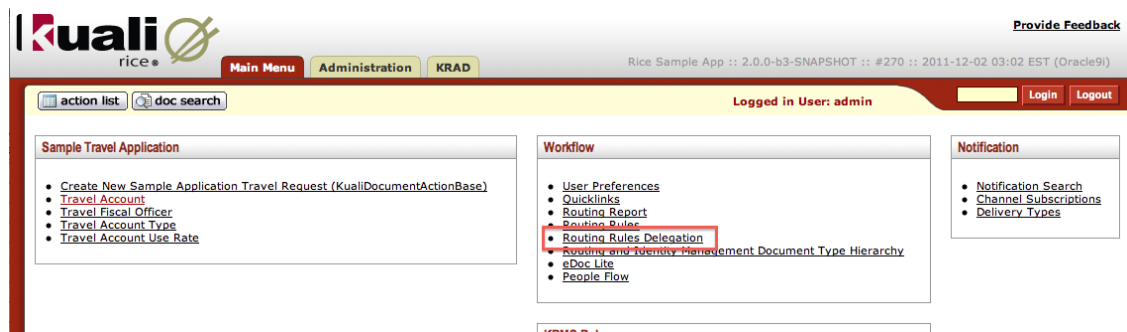 Provide Feedback
kuali
rice
Main Menu Administration KRAD
Rice Sample App :: 2.0.0-b3-SNAPSHOT :: #270 :: 2011-12-02 03:02 EST (Oracle9i)
action list doc search
Logged in User: admin
Login Logout
Sample Travel Application
Create New Sample Application Travel Request (KualiDocumentActionBase)
Travel Account
Travel Fiscal Officer
Travel Account Type
Travel Account Use Rate
Workflow
User Preferences
Quicklinks
Routing Report
Routing Rules
Routing Rules Delegation
Routing and Identity Management Document Type Hierarchy
eDoc Lite
People Flow
Notification
Notification Search
Channel Subscriptions
Delivery Types